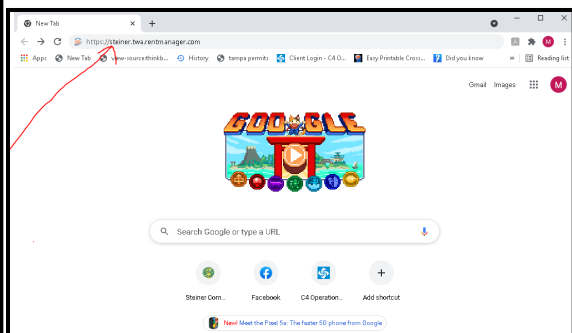 New Tab
https://steiner.twa.rentmanager.com
M
Apps New Tab view-source:thinkb... History tampa permits Client Login - C4 O... Easy Printable Cross... Did you know » Reading list
Gmail Images M
GOOGLE
Search Google or type a URL
Steiner Com... Facebook C4 Operation... Add shortcut
New! Meet the Pixel 5a: The faster 5G phone from Google